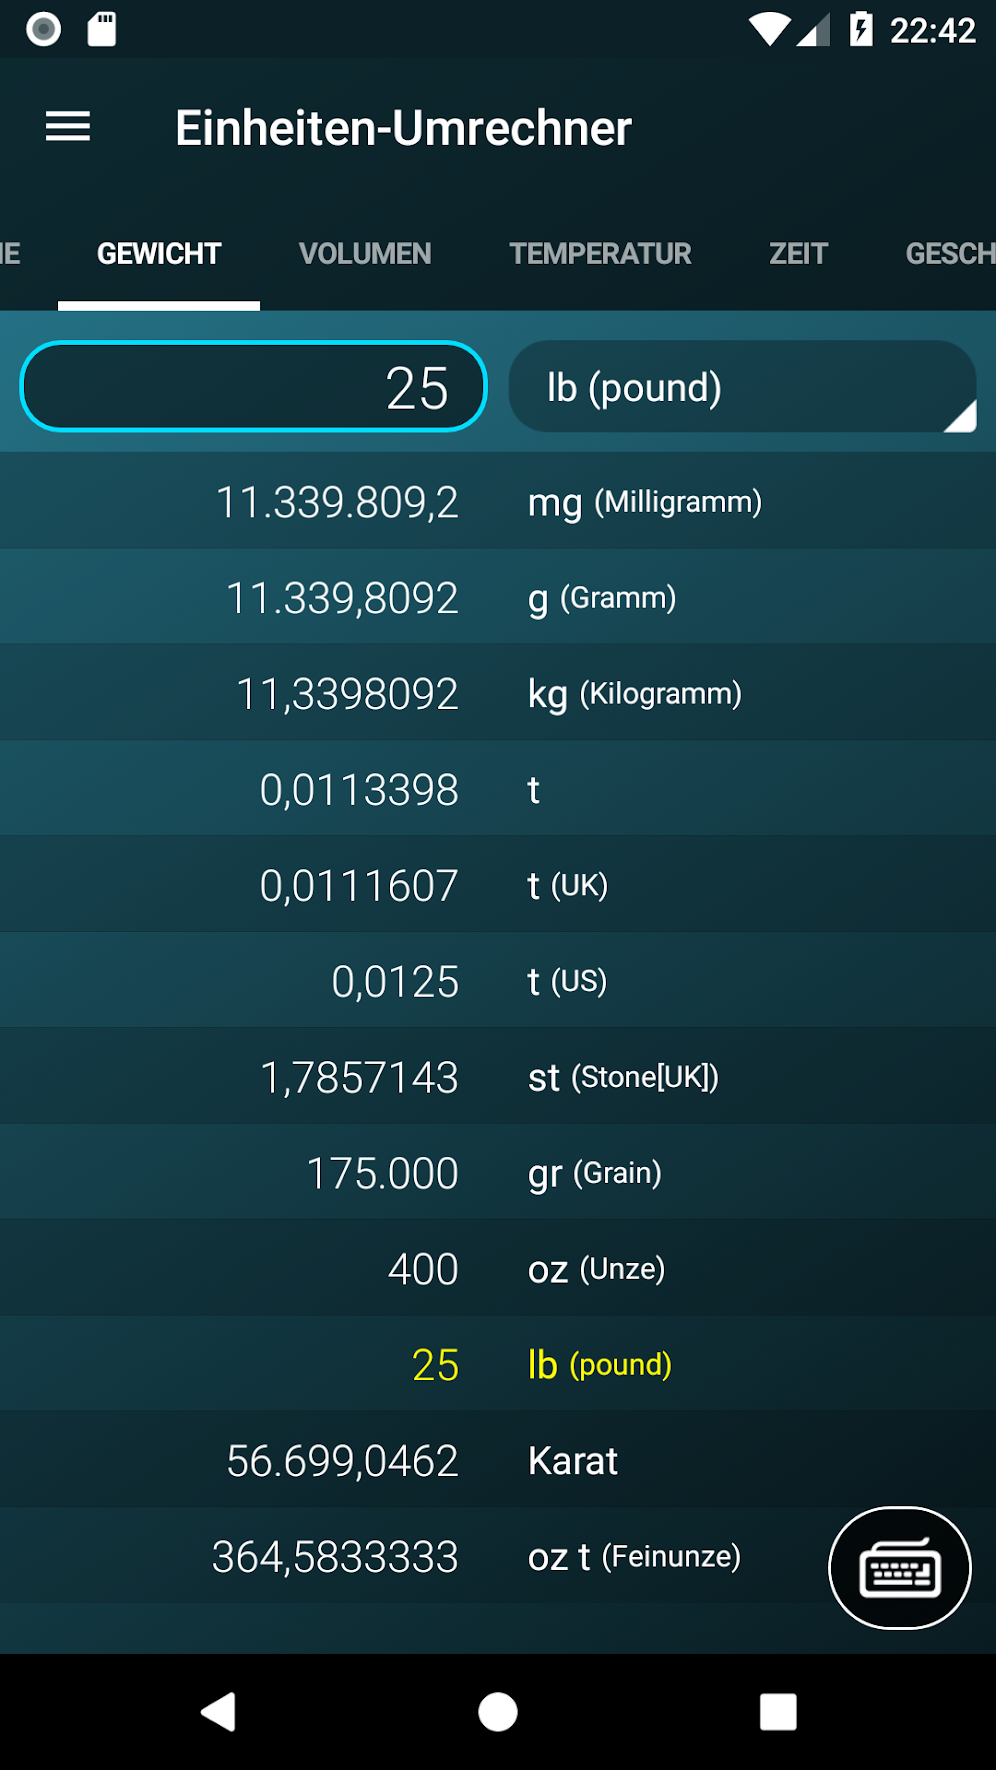 22:42
Einheiten-Umrechner
IE GEWICHT VOLUMEN TEMPERATUR ZEIT GESCH
25 lb (pound)
11.339.809,2 mg (Milligramm)
11.339,8092 g (Gramm)
11,3398092 kg (Kilogramm)
0,0113398 t
0,0111607 t (UK)
0,0125 t (US)
1,7857143 st (Stone[UK])
175.000 gr (Grain)
400 oz (Unze)
25 lb (pound)
56.699,0462 Karat
364,5833333 oz t (Feinunze)